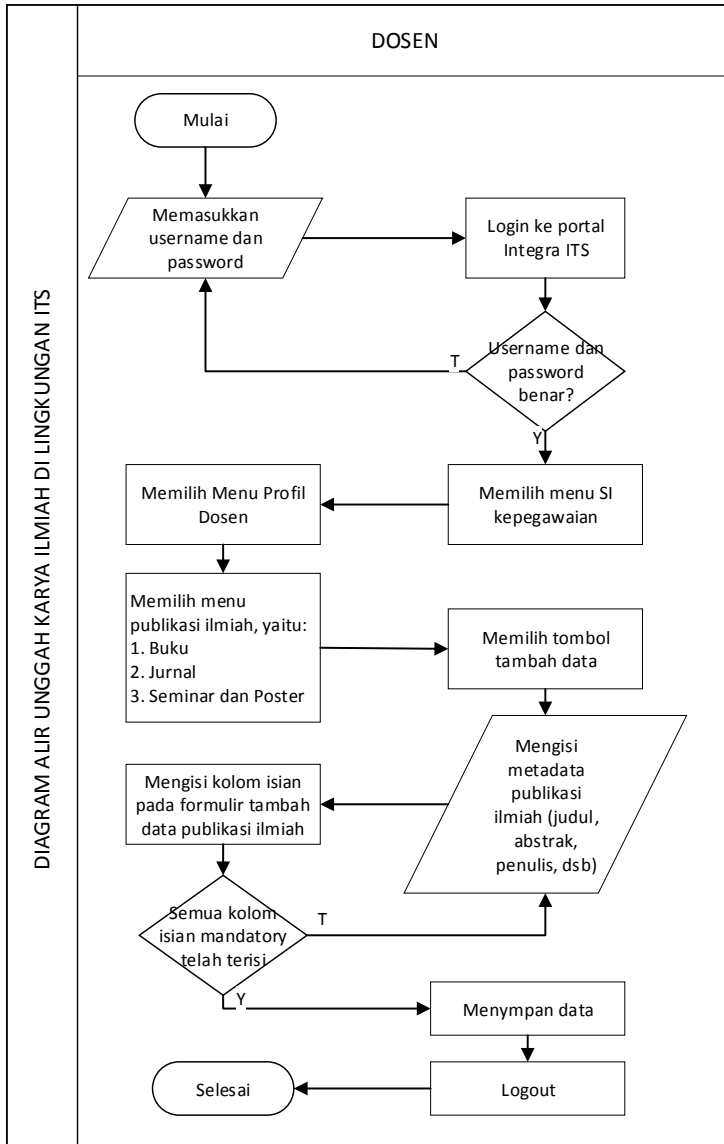 DIAGRAM ALIR UNGGAH KARYA ILMIAH DI LINGKUNGAN ITS
DOSEN
Mulai
Memasukkan
username dan
password
Login ke portal
Integra ITS
Username dan
password
benar?
T
Y
Memilih menu SI
kepegawaian
Memilih Menu Profil
Dosen
Memilih menu
publikasi ilmiah, yaitu:
1. Buku
2. Jurnal
3. Seminar dan Poster
Memilih tombol
tambah data
Mengisi
metadata
publikasi
ilmiah (judul,
abstrak,
penulis, dsb)
Mengisi kolom isian
pada formulir tambah
data publikasi ilmiah
Semua kolom
isian mandatory
telah terisi
T
Y
Menympan data
Logout
Selesai